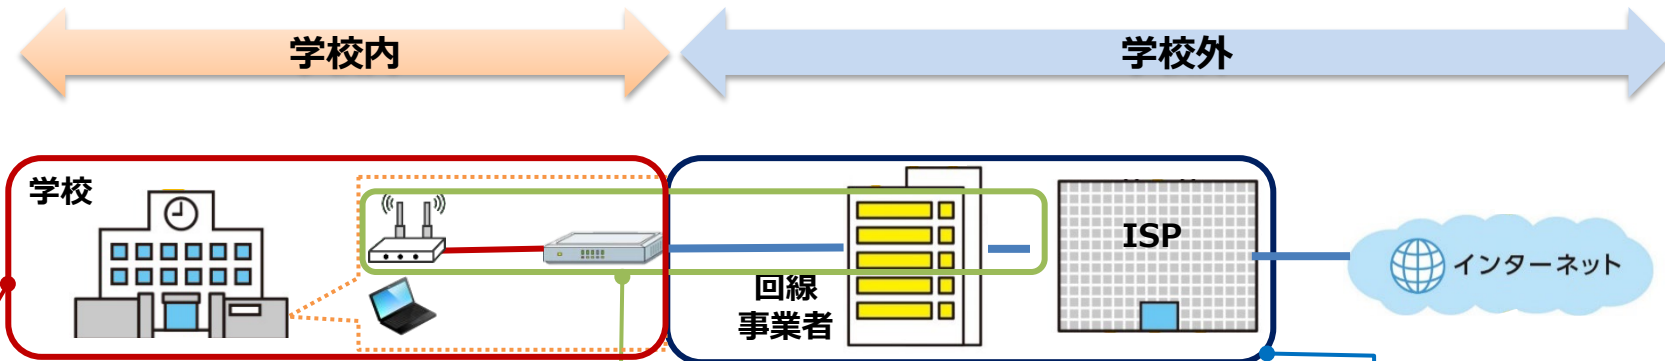 学校内
学校外
学校
ISP
インターネット
回線
事業者